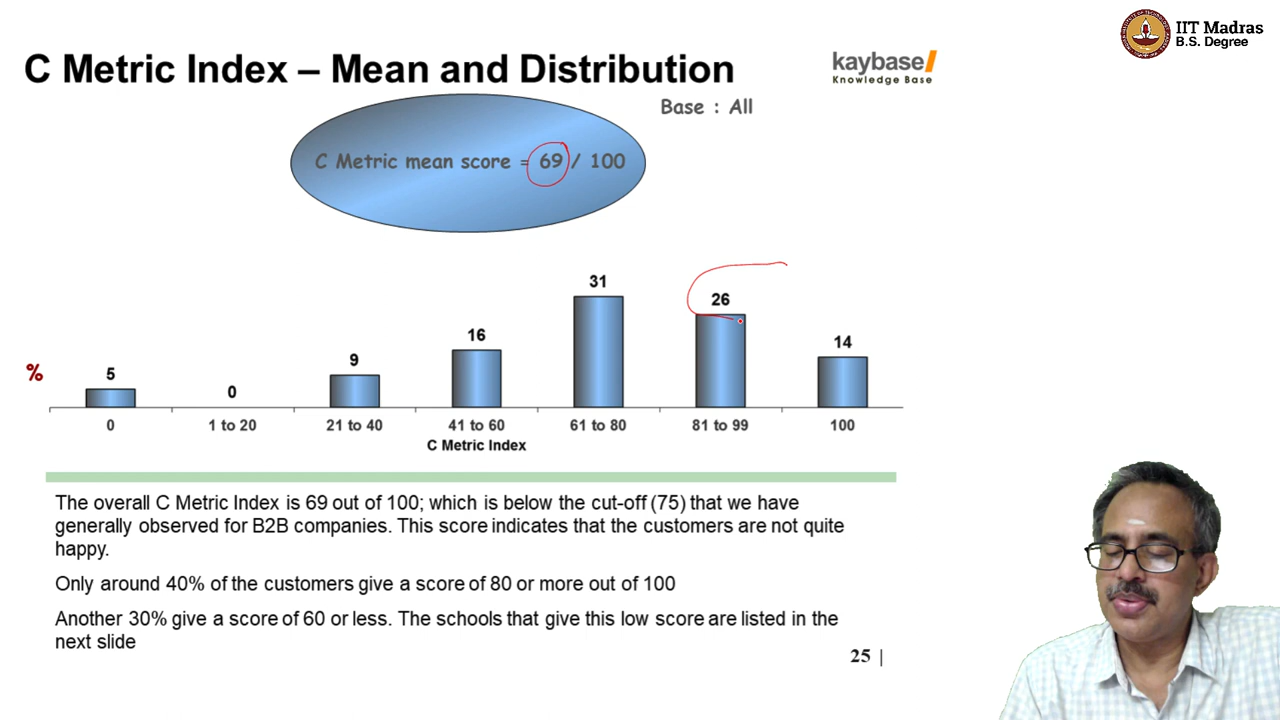 IIT Madras
B.S. Degree
C Metric Index – Mean and Distribution
kaybase/
Knowledge Base
Base : All
C Metric mean score = 69 / 100
31
26
16
14
9
5
0
%
0 1 to 20 21 to 40 41 to 60 61 to 80 81 to 99 100
C Metric Index
The overall C Metric Index is 69 out of 100; which is below the cut-off (75) that we have
generally observed for B2B companies. This score indicates that the customers are not quite
happy.
Only around 40% of the customers give a score of 80 or more out of 100
Another 30% give a score of 60 or less. The schools that give this low score are listed in the
next slide
25 |